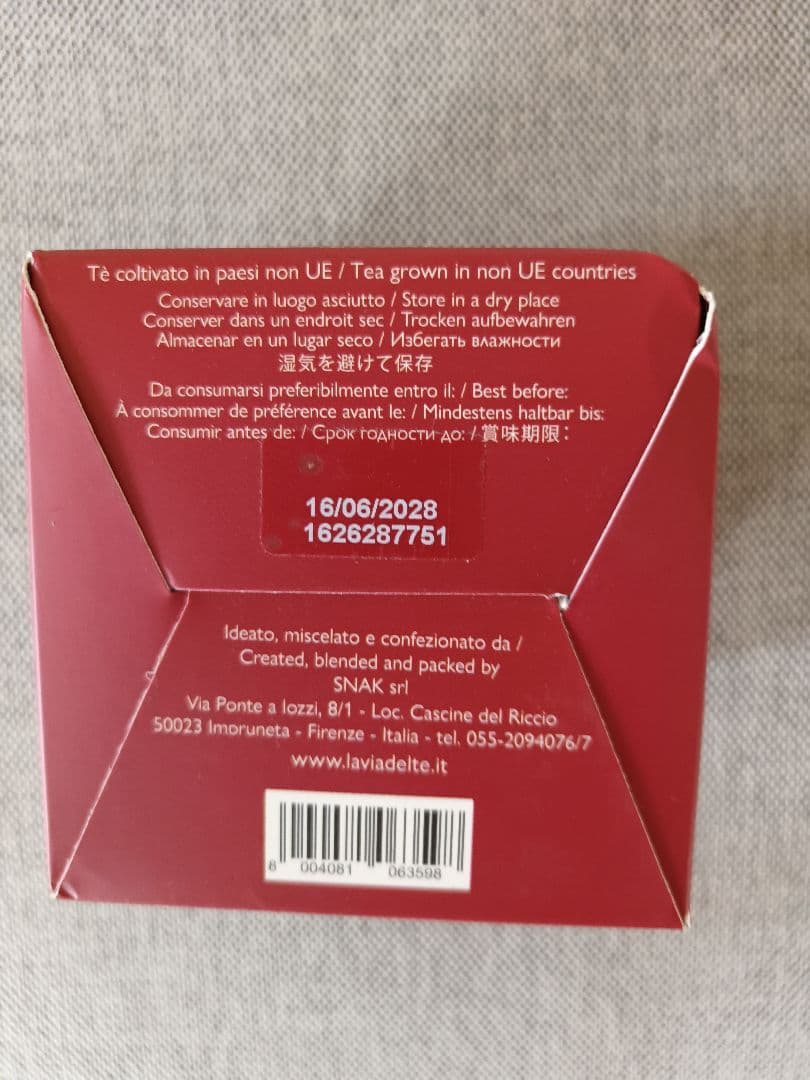 Tè coltivato in paesi non UE / Tea grown in non UE countries
Conservare in luogo asciutto / Store in a dry place
Conserver dans un endroit sec / Trocken aufbewahren
Almacenar en un lugar seco / Избегать влажности
湿気を避けて保存
Da consumarsi preferibilmente entro il: / Best before:
À consommer de préférence avant le: / Mindestens haltbar bis:
Consumir antes de: / Срок годности до: / 賞味期限:
16/06/2028
1626287751
Ideato, miscelato e confezionato da /
Created, blended and packed by
SNAK srl
Via Ponte a Iozzi, 8/1 - Loc. Cascine del Riccio
50023 Imoruneta - Firenze - Italia - tel. 055-2094076/7
www.laviadelte.it
8 004081 063598